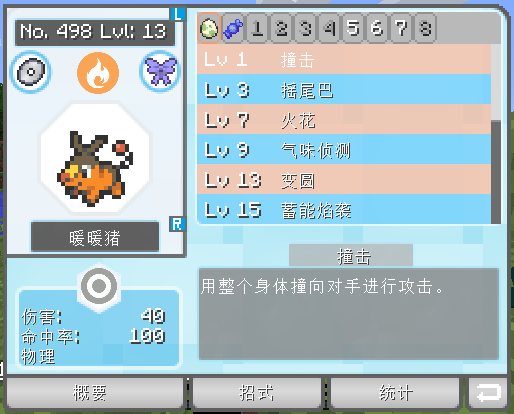 No. 498 Lvl: 13
L
1 2 3 4 5 6 7 8
Lv 1 撞击
Lv 3 摇尾巴
Lv 7 火花
Lv 9 气味侦测
Lv 13 变圆
Lv 15 蓄能焰袭
R
暖暖猪
撞击
用整个身体撞向对手进行攻击。
伤害: 40
命中率: 100
物理
概要 招式 统计